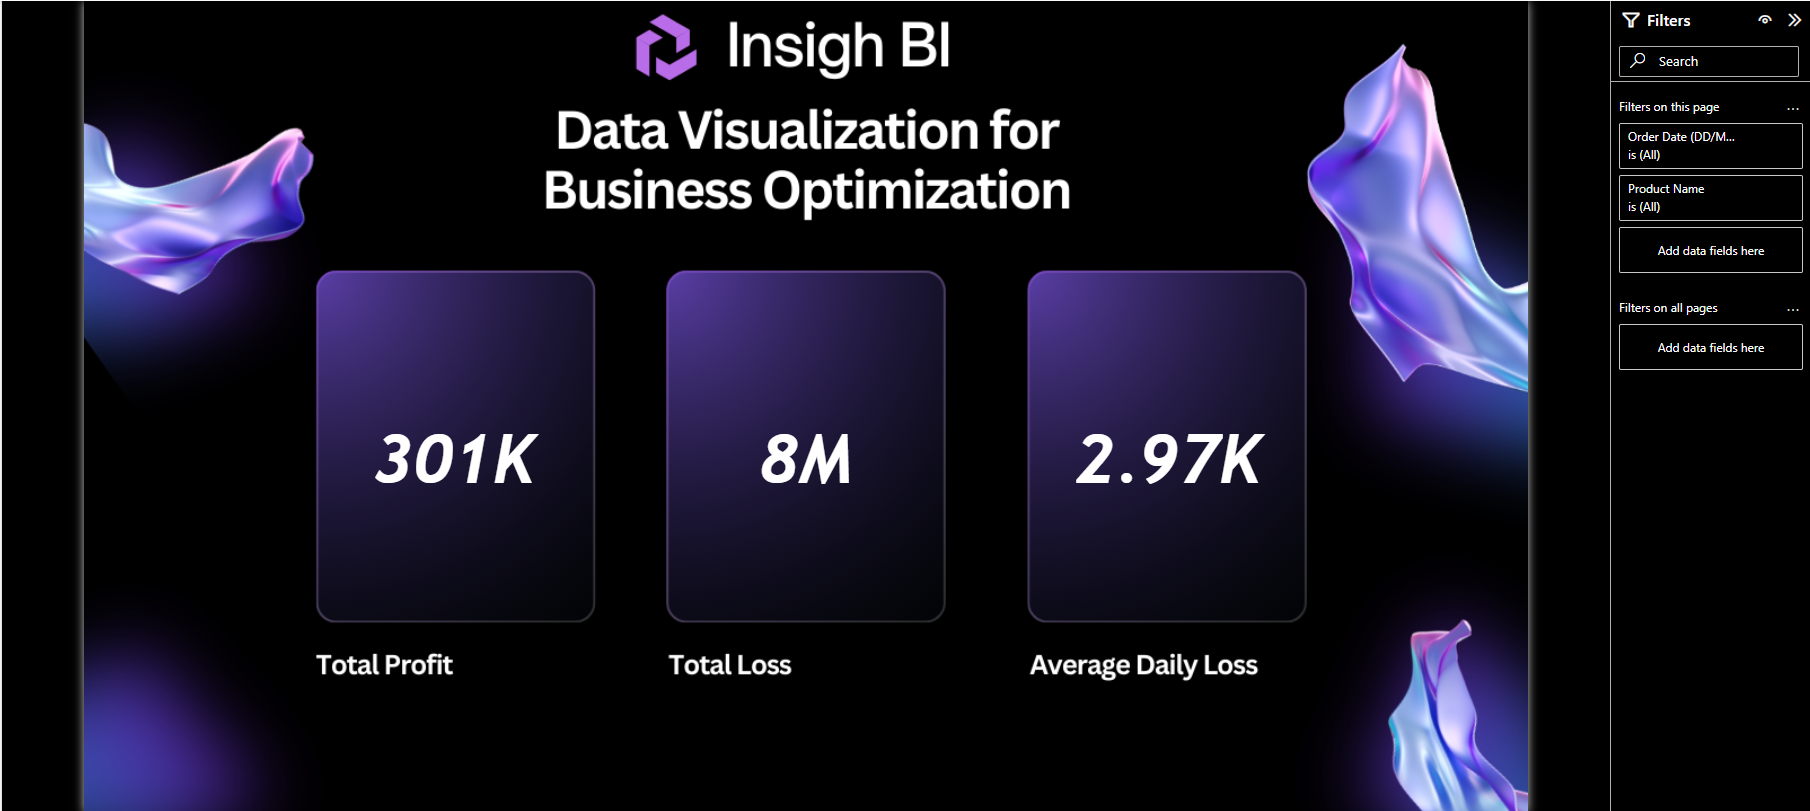 Insigh BI
Data Visualization for
Business Optimization
301K
8M
2.97K
Total Profit
Total Loss
Average Daily Loss
Filters
Search
Filters on this page
...
Order Date (DD/M...
is (All)
Product Name
is (All)
Add data fields here
Filters on all pages
...
Add data fields here